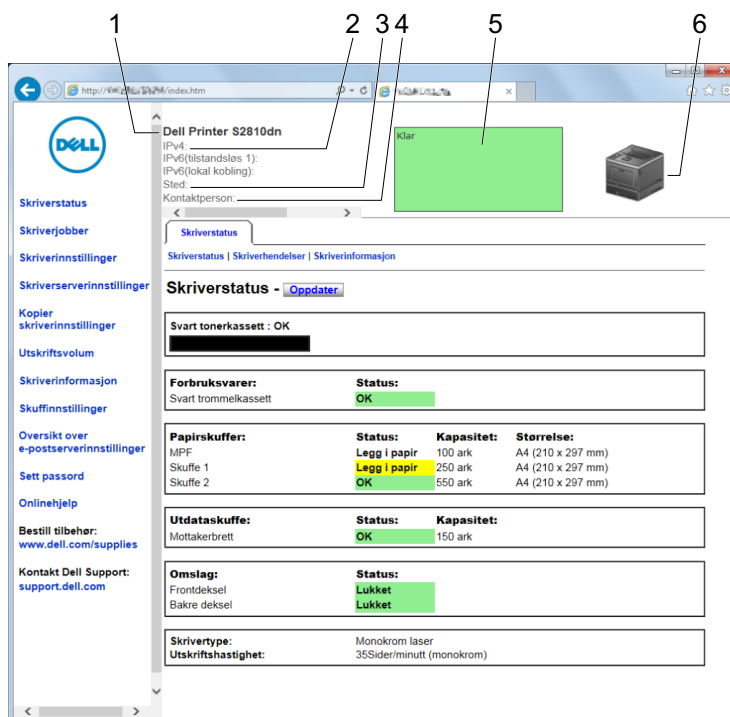 1 2 3 4 5 6
http:// /index.htm
DELL
Dell Printer S2810dn
IPv4:
IPv6(tilstandsløs 1):
IPv6(lokal kobling):
Sted:
Kontaktperson:
Klar
Skriverstatus
Skriverjobber
Skriverinnstillinger
Skriverserverinnstillinger
Kopier
skriverinnstillinger
Utskriftsvolum
Skriverinformasjon
Skuffinnstillinger
Oversikt over
e-postserverinnstillinger
Sett passord
Onlinehjelp
Bestill tilbehør:
www.dell.com/supplies
Kontakt Dell Support:
support.dell.com
Skriverstatus
Skriverstatus | Skriverhendelser | Skriverinformasjon
Skriverstatus - Oppdater
Svart tonerkassett : OK
Forbruksvarer: Status:
Svart trommelkassett OK
Papirskuffer: Status: Kapasitet: Størrelse:
MPF Legg i papir 100 ark A4 (210 x 297 mm)
Skuffe 1 Legg i papir 250 ark A4 (210 x 297 mm)
Skuffe 2 OK 550 ark A4 (210 x 297 mm)
Utdataskuffe: Status: Kapasitet:
Mottakerbrett OK 150 ark
Omslag: Status:
Frontdeksel Lukket
Bakre deksel Lukket
Skrivertype: Monokrom laser
Utskriftshastighet: 35Sider/minutt (monokrom)